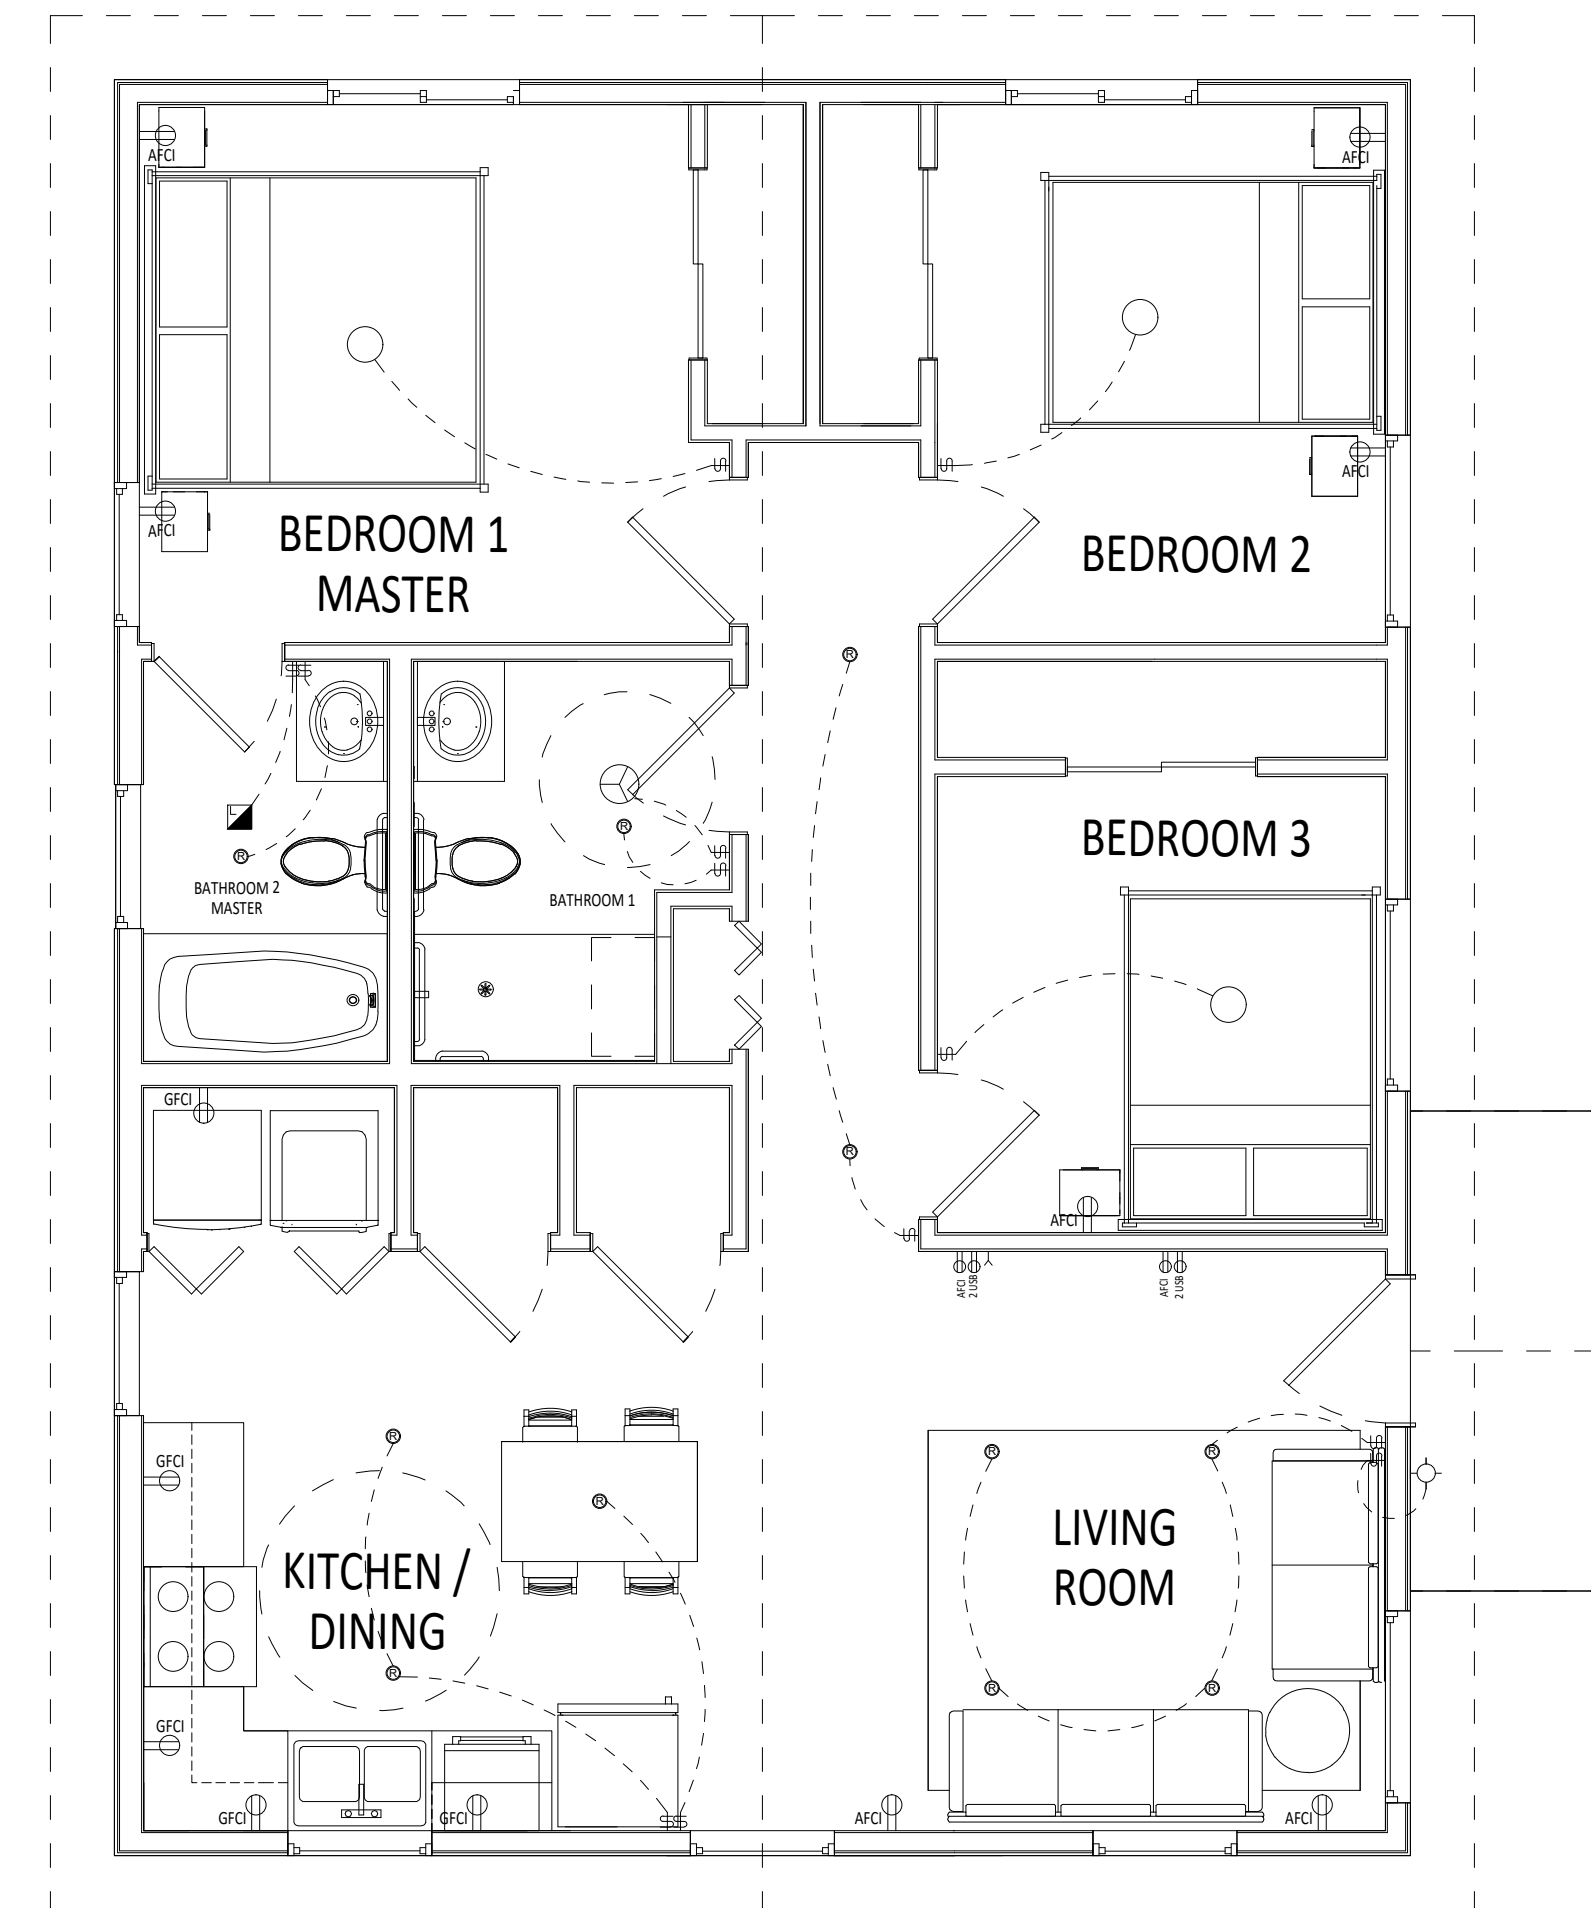 AFCI
AFCI
AFCI
AFCI
BEDROOM 1
MASTER
BEDROOM 2
R
L
R
R
BEDROOM 3
BATHROOM 2
MASTER
BATHROOM 1
GFCI
R
AFCI
AFCI
2 USB
AFCI
2 USB
R
R
R
GFCI
R
LIVING
ROOM
KITCHEN /
DINING
R
R
R
GFCI
GFCI
GFCI
AFCI
AFCI